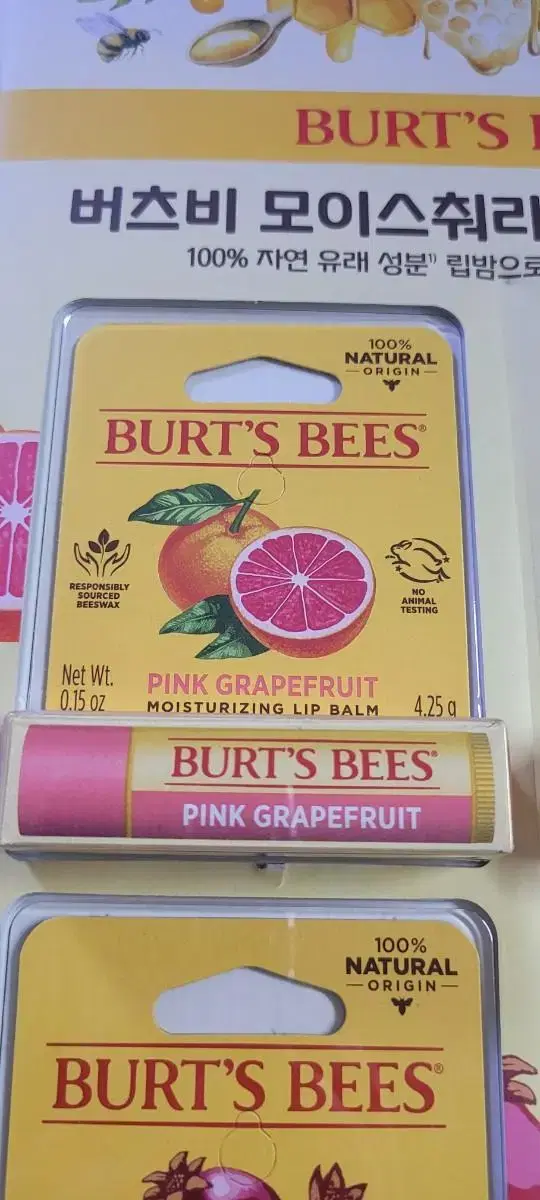 BURT'S
버츠비 모이스춰라
100% 자연 유래 성분¹⁾ 립밤으로
100%
NATURAL
ORIGIN
BURT'S BEES®
RESPONSIBLY
SOURCED
BEESWAX
NO
ANIMAL
TESTING
Net Wt.
0.15 oz
PINK GRAPEFRUIT
MOISTURIZING LIP BALM
4.25 g
BURT'S BEES®
PINK GRAPEFRUIT
100%
NATURAL
ORIGIN
BURT'S BEES®